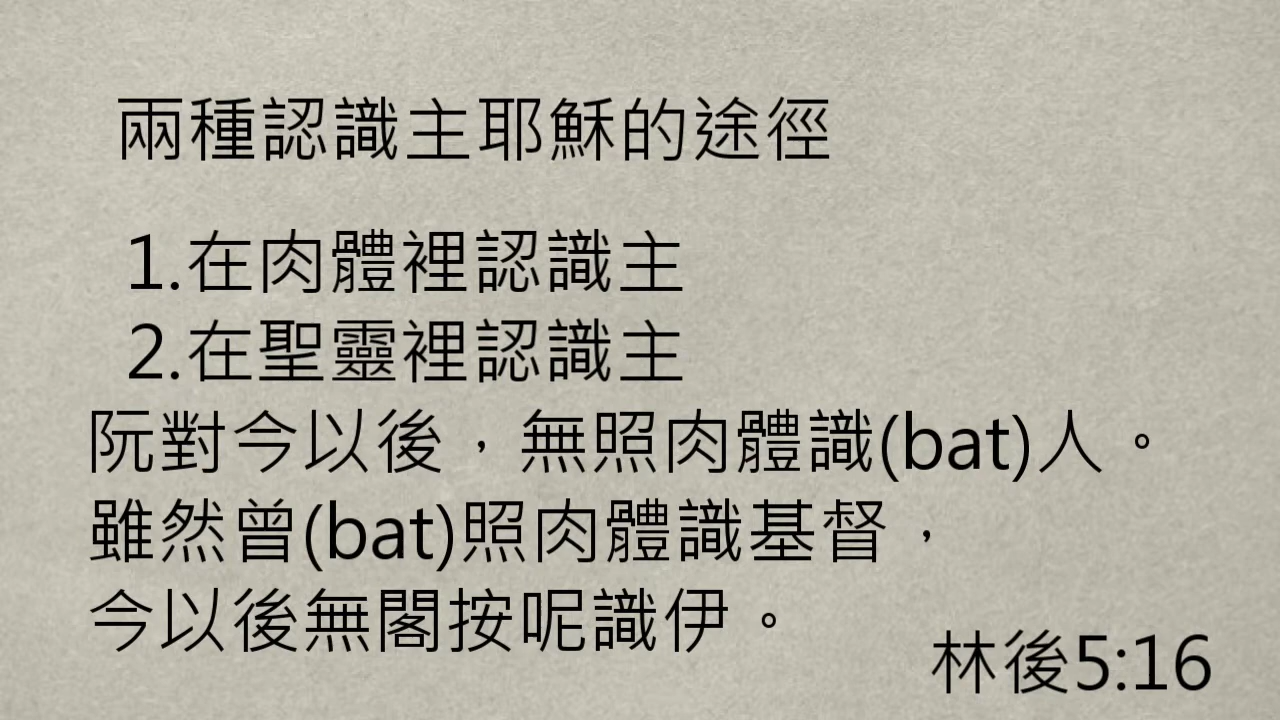 兩種認識主耶穌的途徑
1.在肉體裡認識主
2.在聖靈裡認識主
阮對今以後，無照肉體識(bat)人。
雖然曾(bat)照肉體識基督，
今以後無閣按呢識伊。
林後5:16